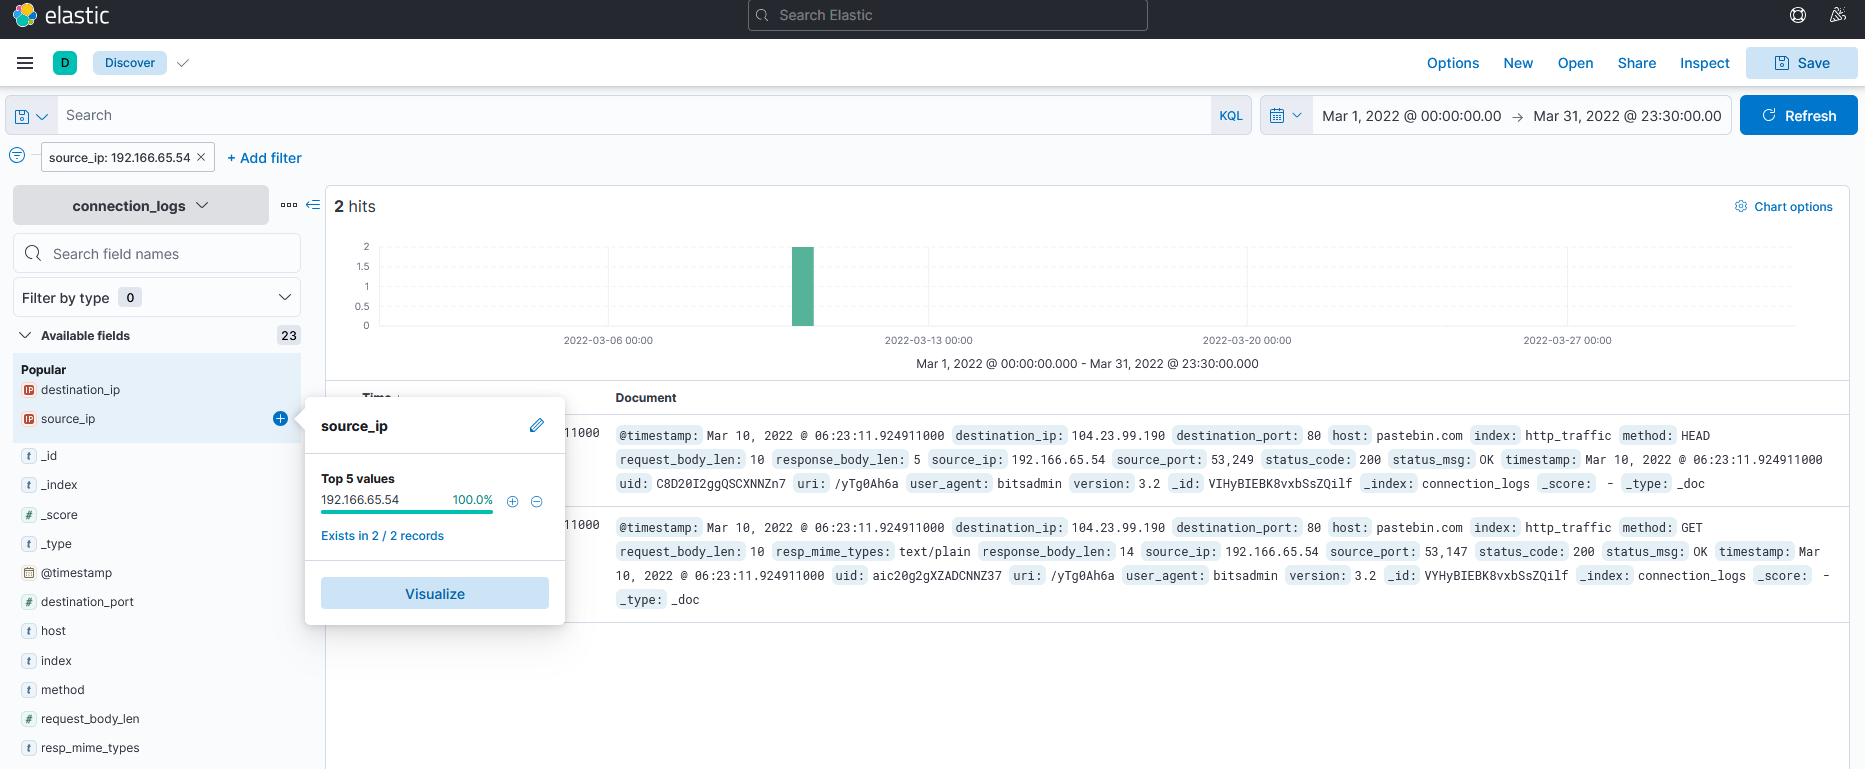 elastic
Search Elastic
D
Discover
Options New Open Share Inspect Save
Search
KQL
Mar 1, 2022 @ 00:00:00.00 → Mar 31, 2022 @ 23:30:00.00
Refresh
source_ip: 192.166.65.54 ×
+ Add filter
connection_logs
Search field names
Filter by type 0
Available fields 23
Popular
IP destination_ip
IP source_ip
t _id
t _index
# _score
t _type
@timestamp
# destination_port
t host
t index
t method
# request_body_len
t resp_mime_types
source_ip
Top 5 values
192.166.65.54 100.0%
Exists in 2 / 2 records
Visualize
2 hits
Chart options
2
1.5
1
0.5
0
2022-03-06 00:00 2022-03-13 00:00 2022-03-20 00:00 2022-03-27 00:00
Mar 1, 2022 @ 00:00:00.000 - Mar 31, 2022 @ 23:30:00.000
Document
11000
@timestamp: Mar 10, 2022 @ 06:23:11.924911000 destination_ip: 104.23.99.190 destination_port: 80 host: pastebin.com index: http_traffic method: HEAD
request_body_len: 10 response_body_len: 5 source_ip: 192.166.65.54 source_port: 53,249 status_code: 200 status_msg: OK timestamp: Mar 10, 2022 @ 06:23:11.924911000
uid: C8D20I2ggQSCXNNZn7 uri: /yTg0Ah6a user_agent: bitsadmin version: 3.2 _id: VIHyBIEBK8vxbSsZQilf _index: connection_logs _score: - _type: _doc
11000
@timestamp: Mar 10, 2022 @ 06:23:11.924911000 destination_ip: 104.23.99.190 destination_port: 80 host: pastebin.com index: http_traffic method: GET
request_body_len: 10 resp_mime_types: text/plain response_body_len: 14 source_ip: 192.166.65.54 source_port: 53,147 status_code: 200 status_msg: OK timestamp: Mar
10, 2022 @ 06:23:11.924911000 uid: aic20g2gXZADCNNZ37 uri: /yTg0Ah6a user_agent: bitsadmin version: 3.2 _id: VYHyBIEBK8vxbSsZQilf _index: connection_logs _score: -
_type: _doc